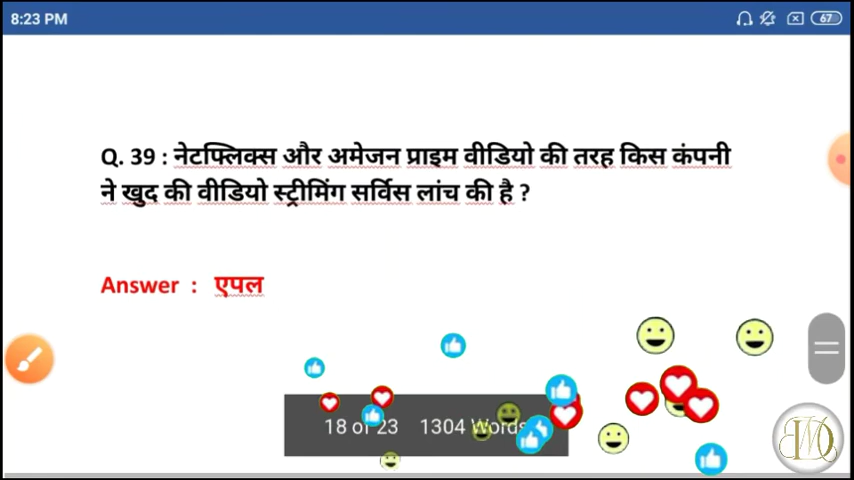 8:23 PM
67
Q. 39 : नेटफ्लिक्स और अमेजन प्राइम वीडियो की तरह किस कंपनी
ने खुद की वीडियो स्ट्रीमिंग सर्विस लांच की है ?
Answer : एपल
18 of 23 1304 Words